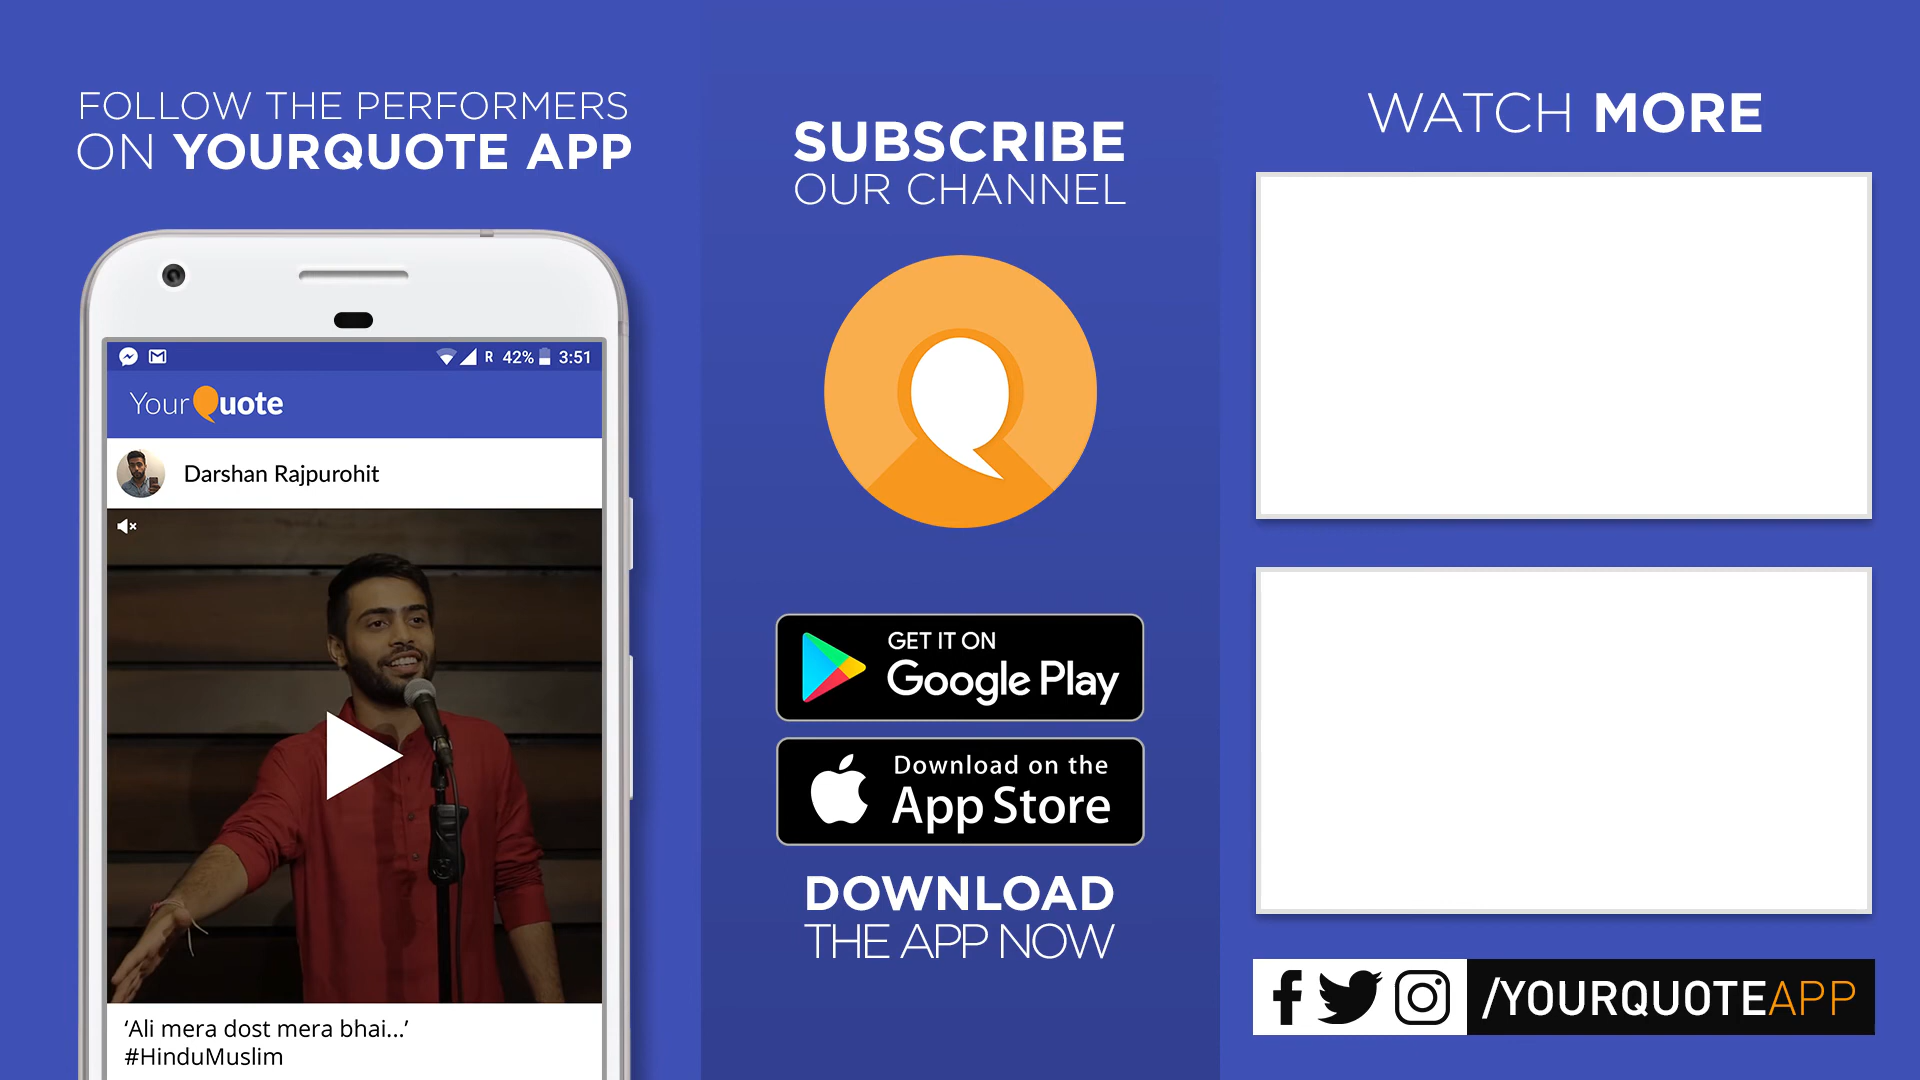 FOLLOW THE PERFORMERS
ON YOURQUOTE APP
R 42% 3:51
YourQuote
Darshan Rajpurohit
‘Ali mera dost mera bhai...’
#HinduMuslim
SUBSCRIBE
OUR CHANNEL
GET IT ON
Google Play
Download on the
App Store
DOWNLOAD
THE APP NOW
WATCH MORE
/YOURQUOTEAPP